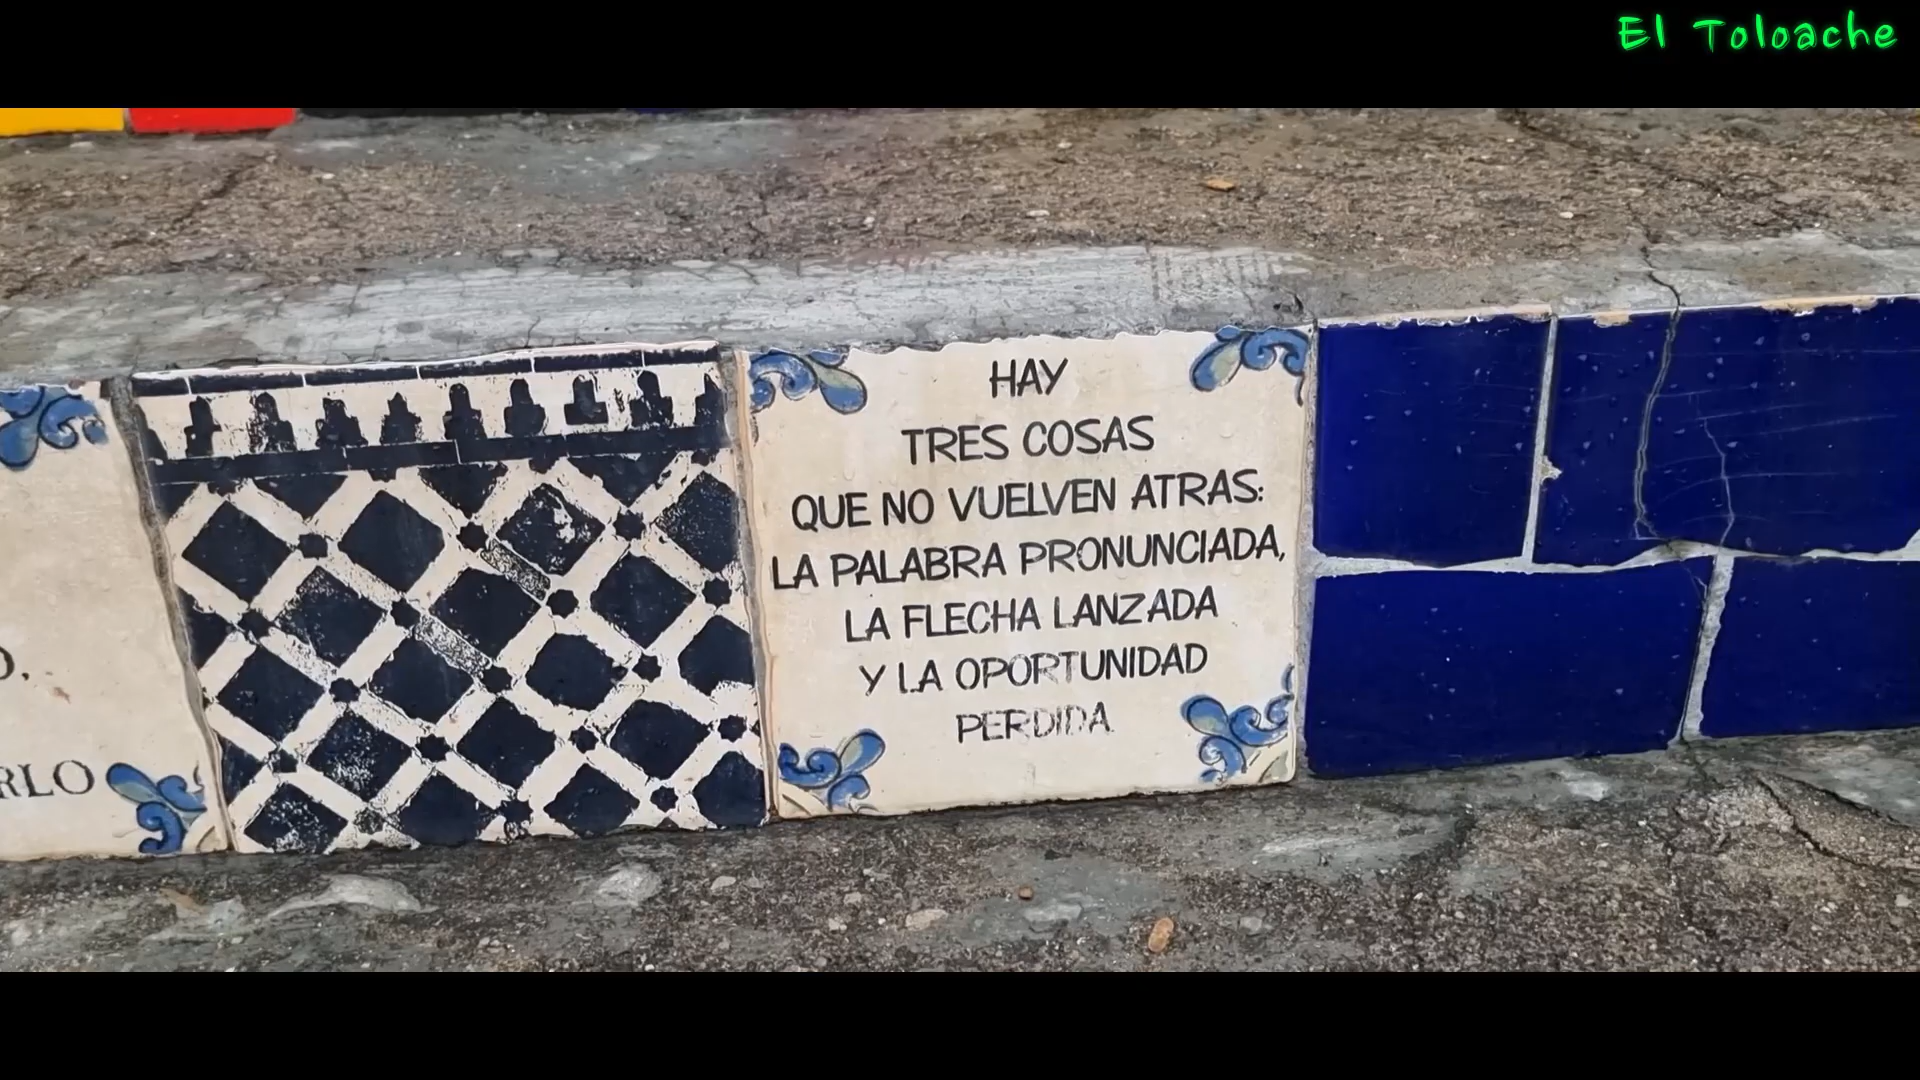 El Toloache
HAY
TRES COSAS
QUE NO VUELVEN ATRAS:
LA PALABRA PRONUNCIADA,
LA FLECHA LANZADA
Y LA OPORTUNIDAD
PERDIDA